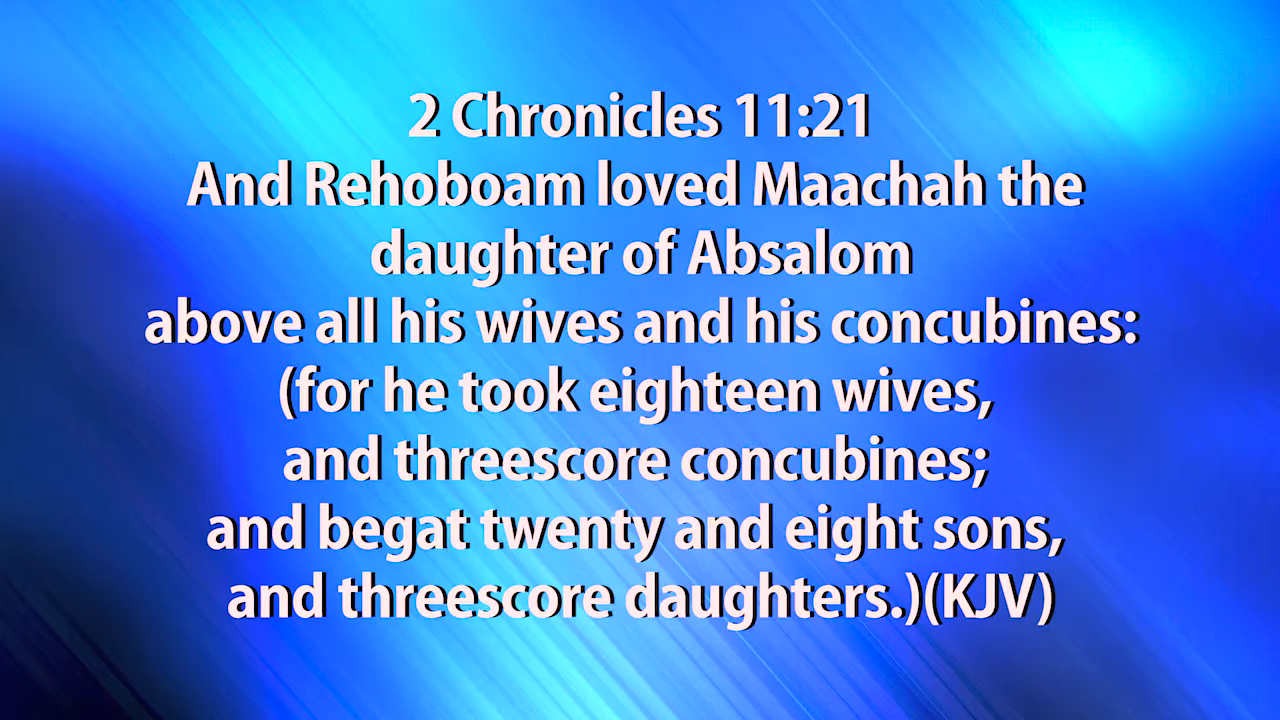 2 Chronicles 11:21
And Rehoboam loved Maachah the
daughter of Absalom
above all his wives and his concubines:
(for he took eighteen wives,
and threescore concubines;
and begat twenty and eight sons,
and threescore daughters.)(KJV)